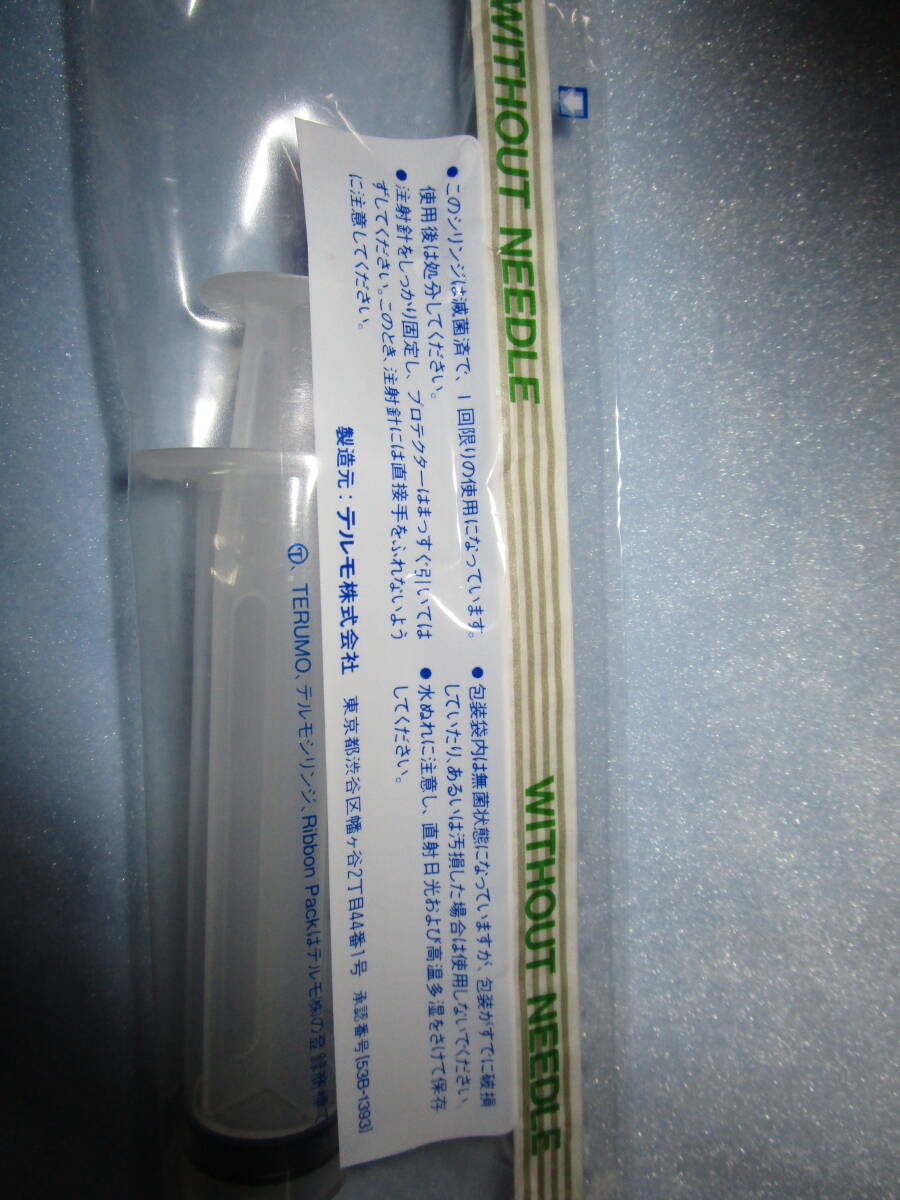 WITHOUT NEEDLE
WITHOUT NEEDLE
●このシリンジは滅菌済で、1回限りの使用になっています。
使用後は処分してください。
●注射針をしっかり固定し、プロテクターはまっすぐ引いては
ずしてください。このとき、注射針には直接手をふれないよう
に注意してください。
●包装袋内は無菌状態になっていますが、包装がすでに破損
していたり、あるいは汚損した場合は使用しないでください。
●水ぬれに注意し、直射日光および高温多湿をさけて保存
してください。
製造元:テルモ株式会社 東京都渋谷区幡ヶ谷2丁目44番1号 承認番号[53B-1393]
Ⓣ、TERUMO、テルモシリンジ、Ribbon Packはテルモ㈱の登録商標